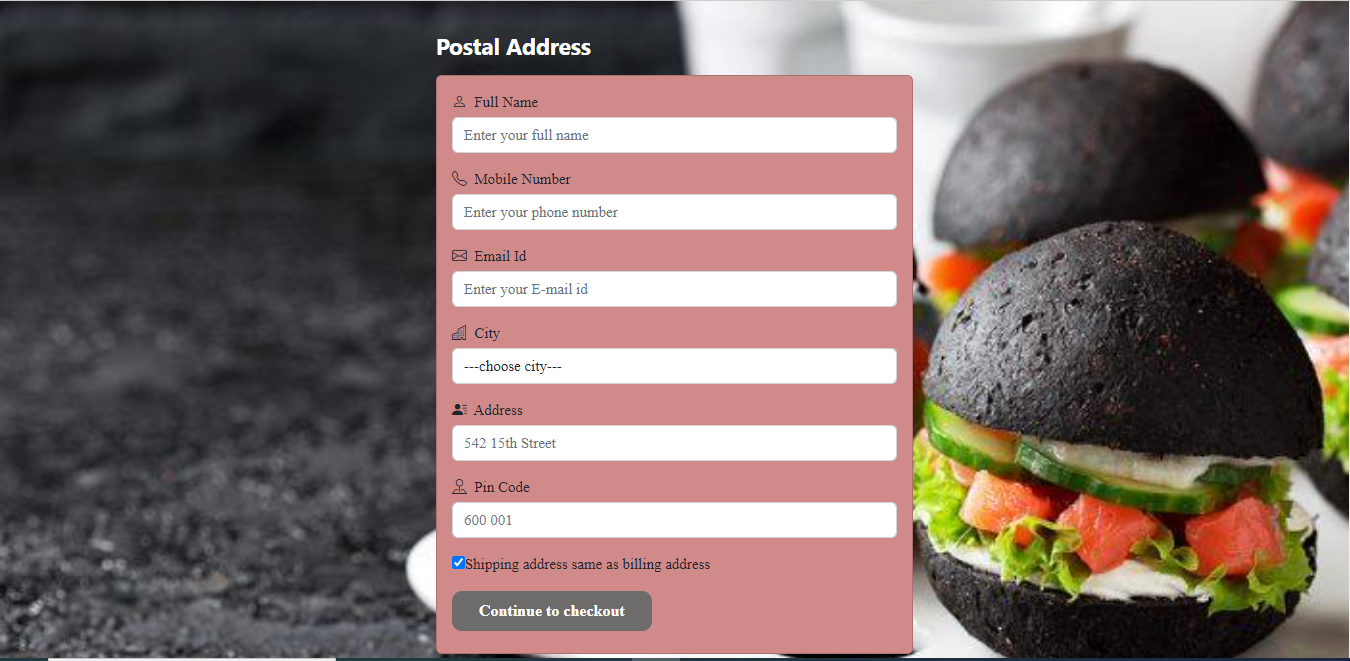 Postal Address
Full Name
Enter your full name
Mobile Number
Enter your phone number
Email Id
Enter your E-mail id
City
---choose city---
Address
542 15th Street
Pin Code
600 001
Shipping address same as billing address
Continue to checkout